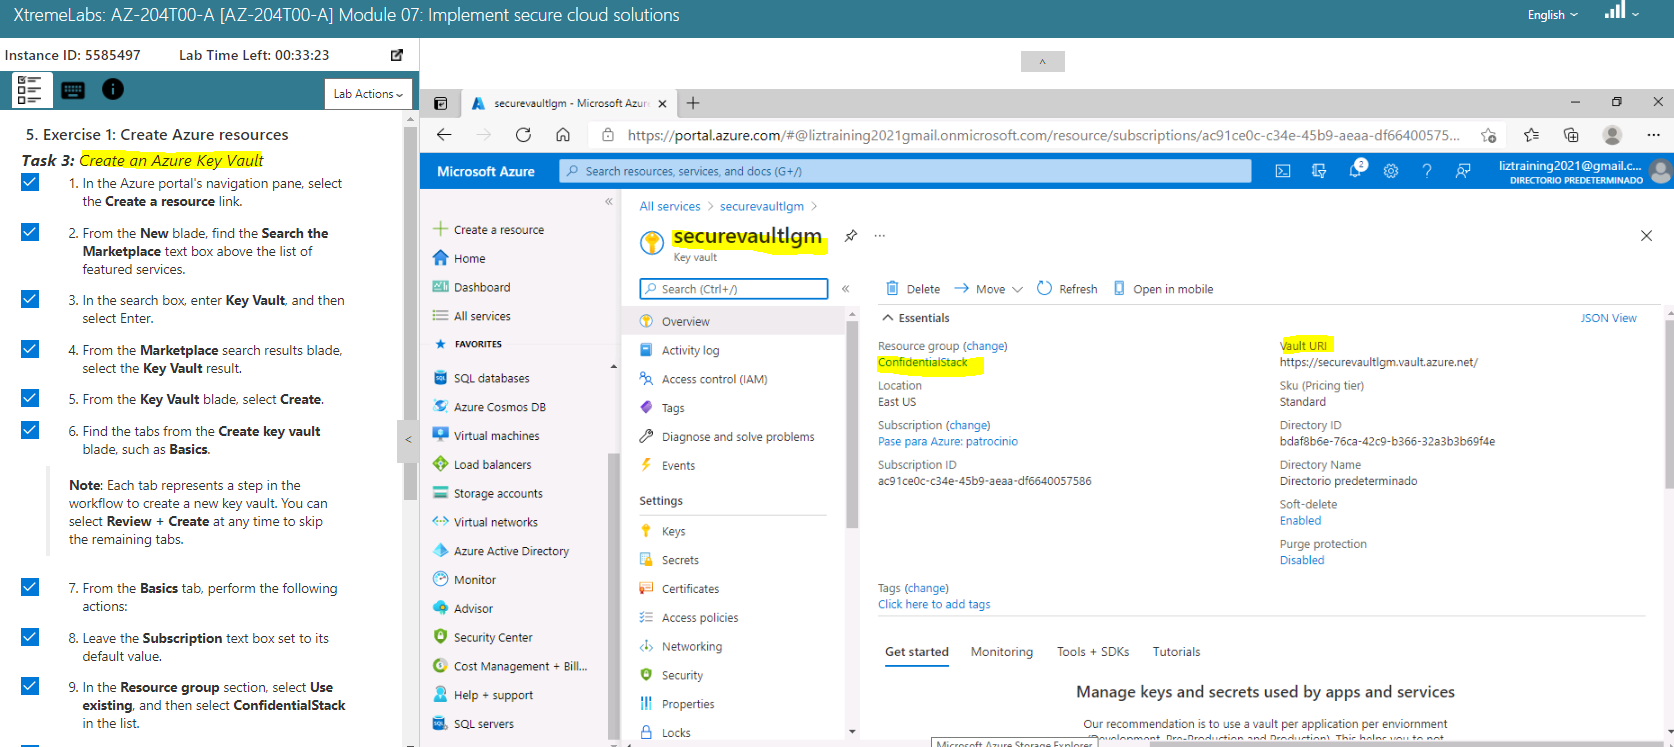 XtremeLabs: AZ-204T00-A [AZ-204T00-A] Module 07: Implement secure cloud solutions
English
Instance ID: 5585497
Lab Time Left: 00:33:23
Lab Actions
5. Exercise 1: Create Azure resources
Task 3: Create an Azure Key Vault
1. In the Azure portal's navigation pane, select
the Create a resource link.
2. From the New blade, find the Search the
Marketplace text box above the list of
featured services.
3. In the search box, enter Key Vault, and then
select Enter.
4. From the Marketplace search results blade,
select the Key Vault result.
5. From the Key Vault blade, select Create.
6. Find the tabs from the Create key vault
blade, such as Basics.
Note: Each tab represents a step in the
workflow to create a new key vault. You can
select Review + Create at any time to skip
the remaining tabs.
7. From the Basics tab, perform the following
actions:
8. Leave the Subscription text box set to its
default value.
9. In the Resource group section, select Use
existing, and then select ConfidentialStack
in the list.
securevaultlgm - Microsoft Azur
https://portal.azure.com/#@liztraining2021gmail.onmicrosoft.com/resource/subscriptions/ac91ce0c-c34e-45b9-aeaa-df66400575...
Microsoft Azure
Search resources, services, and docs (G+/)
2
liztraining2021@gmail.c...
DIRECTORIO PREDETERMINADO
Create a resource
Home
Dashboard
All services
FAVORITES
SQL databases
Azure Cosmos DB
Virtual machines
Load balancers
Storage accounts
Virtual networks
Azure Active Directory
Monitor
Advisor
Security Center
Cost Management + Bill...
Help + support
SQL servers
All services > securevaultlgm >
securevaultlgm
Key vault
Search (Ctrl+/)
Overview
Activity log
Access control (IAM)
Tags
Diagnose and solve problems
Events
Settings
Keys
Secrets
Certificates
Access policies
Networking
Security
Properties
Locks
Delete
Move
Refresh
Open in mobile
Essentials
JSON View
Resource group (change)
ConfidentialStack
Location
East US
Subscription (change)
Pase para Azure: patrocinio
Subscription ID
ac91ce0c-c34e-45b9-aeaa-df6640057586
Vault URI
https://securevaultlgm.vault.azure.net/
Sku (Pricing tier)
Standard
Directory ID
bdaf8b6e-76ca-42c9-b366-32a3b3b69f4e
Directory Name
Directorio predeterminado
Soft-delete
Enabled
Purge protection
Disabled
Tags (change)
Click here to add tags
Get started
Monitoring
Tools + SDKs
Tutorials
Manage keys and secrets used by apps and services
Our recommendation is to use a vault per application per enviornment
(Development, Pre-Production and Production). This helps you to not
Microsoft Azure Storage Explorer